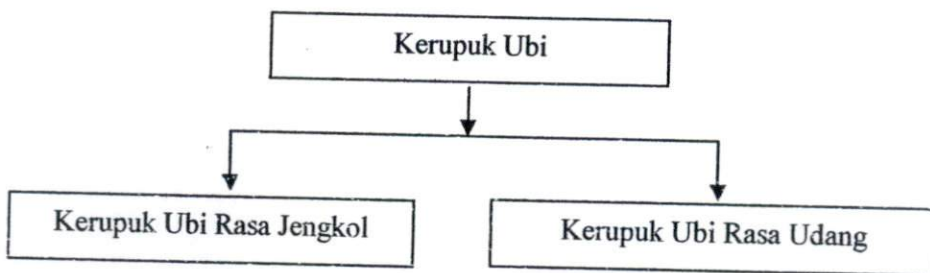 Kerupuk Ubi
Kerupuk Ubi Rasa Jengkol
Kerupuk Ubi Rasa Udang